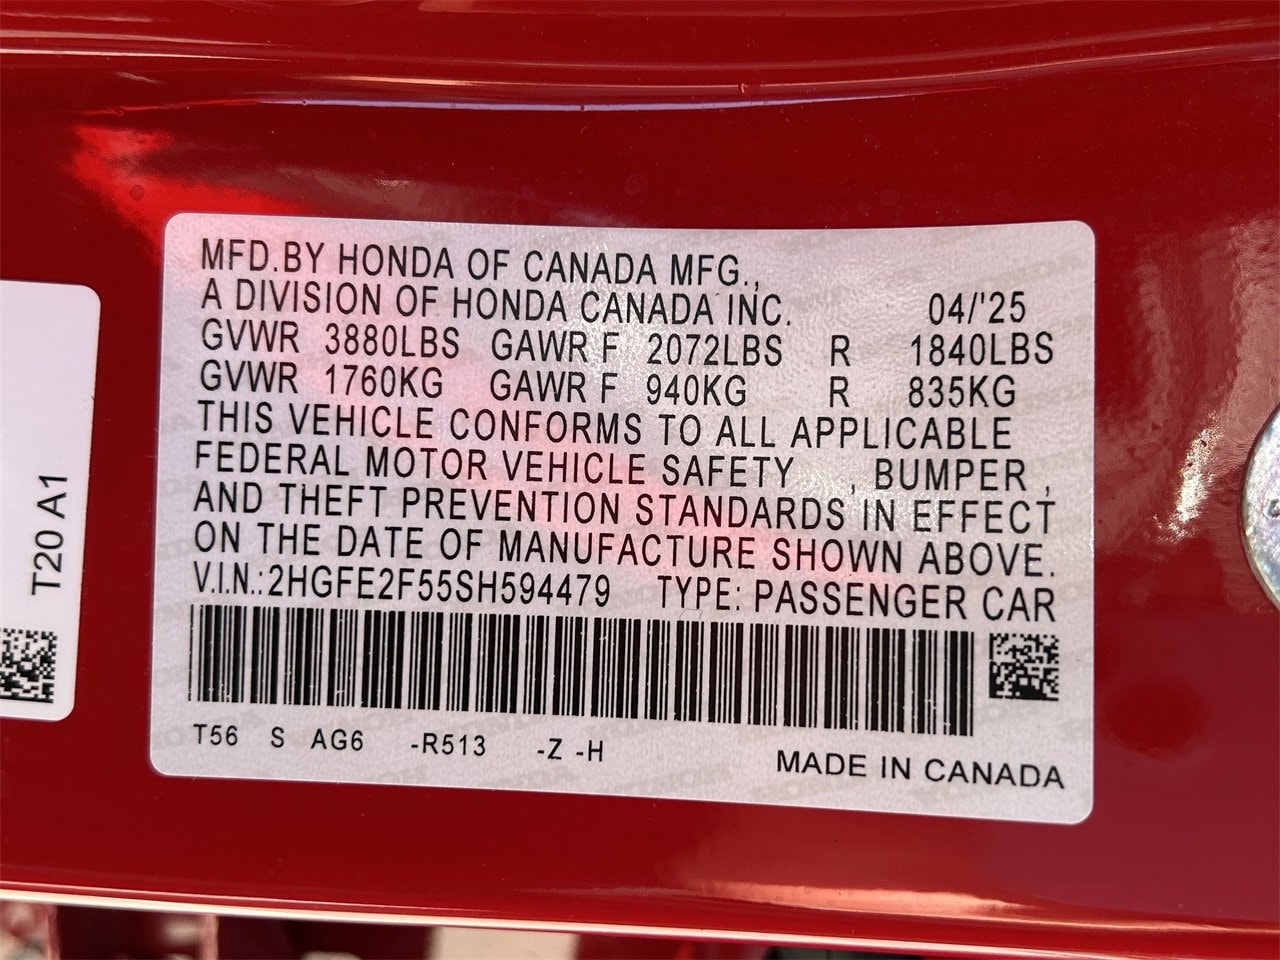 MFD.BY HONDA OF CANADA MFG.,
A DIVISION OF HONDA CANADA INC. 04/'25
GVWR 3880LBS GAWR F 2072LBS R 1840LBS
GVWR 1760KG GAWR F 940KG R 835KG
THIS VEHICLE CONFORMS TO ALL APPLICABLE
FEDERAL MOTOR VEHICLE SAFETY , BUMPER ,
AND THEFT PREVENTION STANDARDS IN EFFECT
ON THE DATE OF MANUFACTURE SHOWN ABOVE.
V.I.N.:2HGFE2F55SH594479 TYPE: PASSENGER CAR
T56 S AG6 -R513 -Z -H
MADE IN CANADA
T20 A1